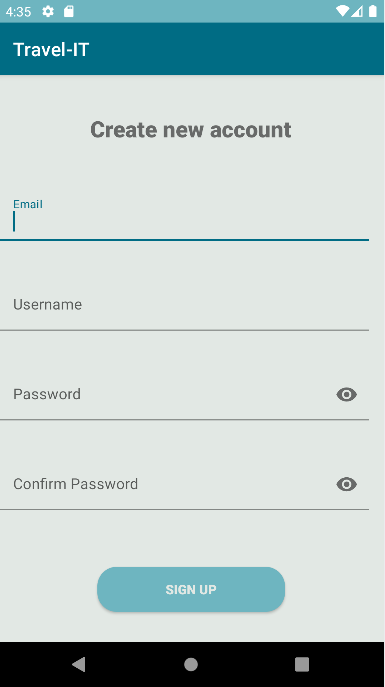 4:35
Travel-IT
Create new account
Email
Username
Password
Confirm Password
SIGN UP